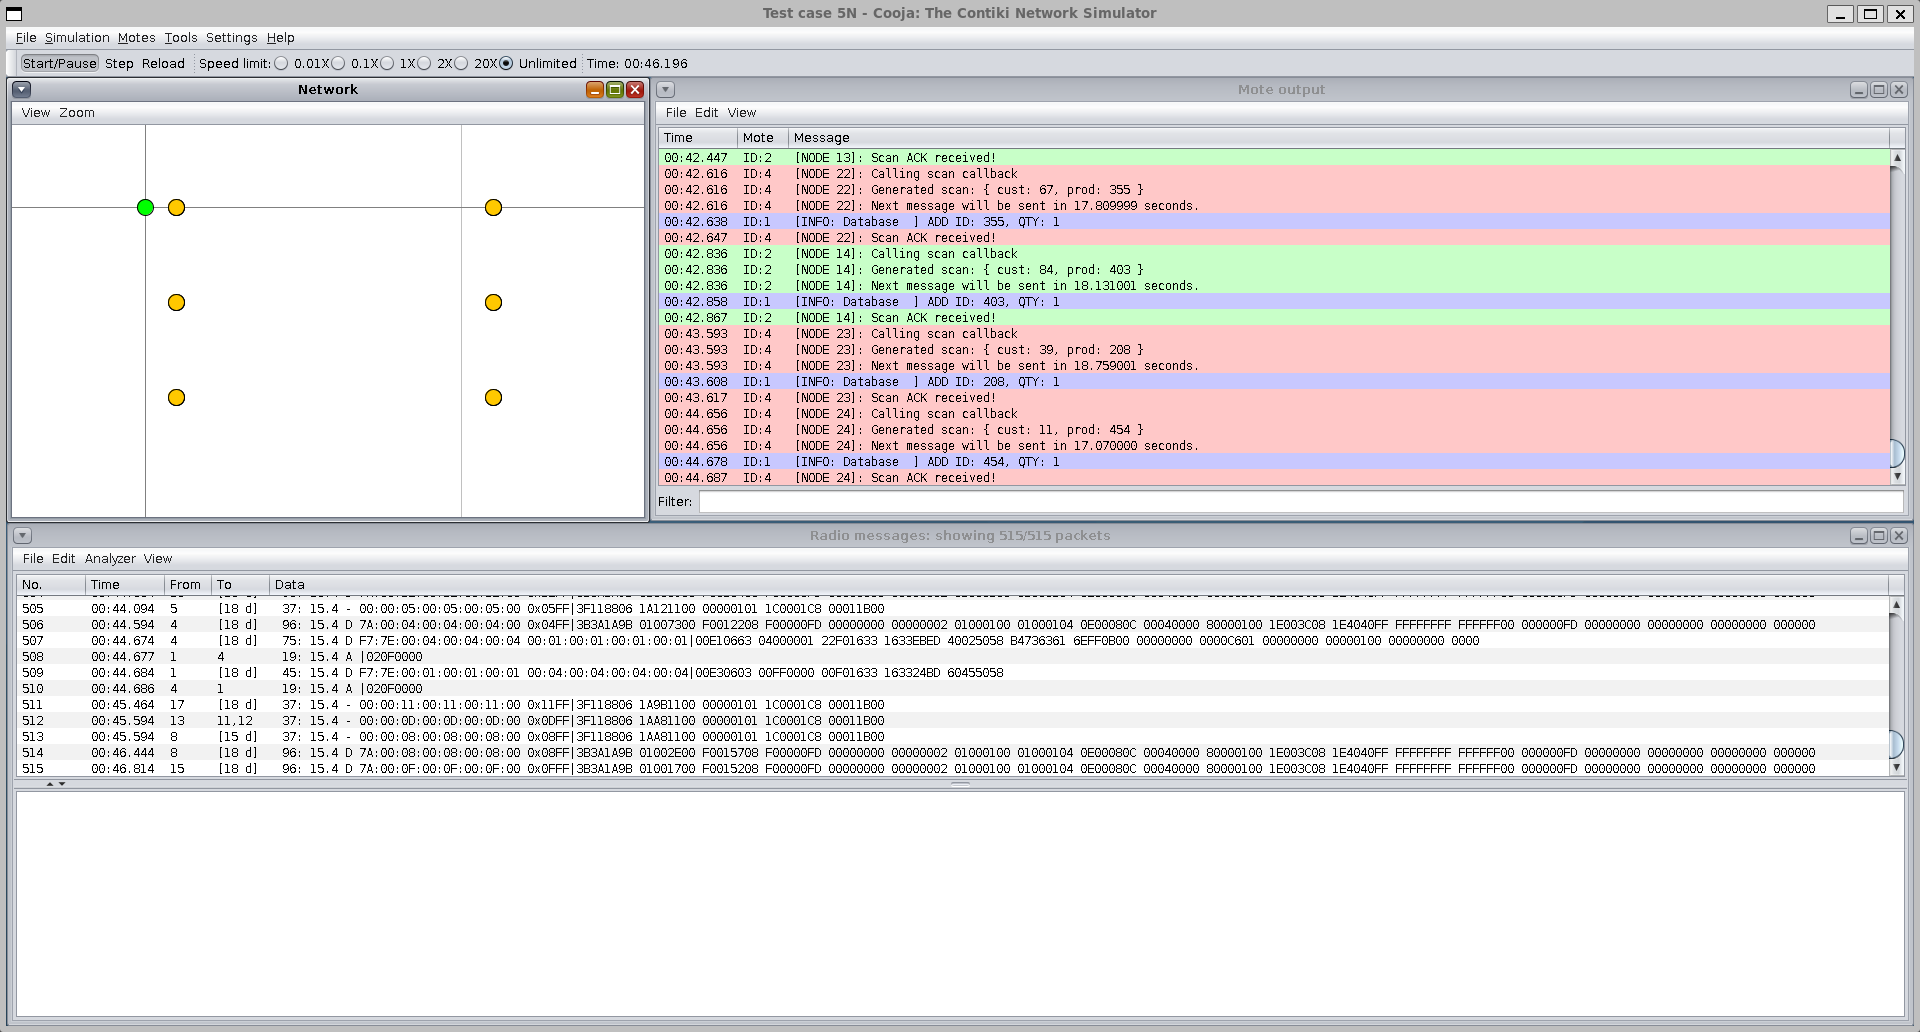 Test case 5N - Cooja: The Contiki Network Simulator
File Simulation Motes Tools Settings Help
Start/Pause Step Reload Speed limit: 0.01X 0.1X 1X 2X 20X Unlimited Time: 00:46.196
Network
View Zoom
Mote output
File Edit View
Time Mote Message
00:42.447 ID:2 [NODE 13]: Scan ACK received!
00:42.616 ID:4 [NODE 22]: Calling scan callback
00:42.616 ID:4 [NODE 22]: Generated scan: { cust: 67, prod: 355 }
00:42.616 ID:4 [NODE 22]: Next message will be sent in 17.809999 seconds.
00:42.638 ID:1 [INFO: Database  ] ADD ID: 355, QTY: 1
00:42.647 ID:4 [NODE 22]: Scan ACK received!
00:42.836 ID:2 [NODE 14]: Calling scan callback
00:42.836 ID:2 [NODE 14]: Generated scan: { cust: 84, prod: 403 }
00:42.836 ID:2 [NODE 14]: Next message will be sent in 18.131001 seconds.
00:42.858 ID:1 [INFO: Database  ] ADD ID: 403, QTY: 1
00:42.867 ID:2 [NODE 14]: Scan ACK received!
00:43.593 ID:4 [NODE 23]: Calling scan callback
00:43.593 ID:4 [NODE 23]: Generated scan: { cust: 39, prod: 208 }
00:43.593 ID:4 [NODE 23]: Next message will be sent in 18.759001 seconds.
00:43.608 ID:1 [INFO: Database  ] ADD ID: 208, QTY: 1
00:43.617 ID:4 [NODE 23]: Scan ACK received!
00:44.656 ID:4 [NODE 24]: Calling scan callback
00:44.656 ID:4 [NODE 24]: Generated scan: { cust: 11, prod: 454 }
00:44.656 ID:4 [NODE 24]: Next message will be sent in 17.070000 seconds.
00:44.678 ID:1 [INFO: Database  ] ADD ID: 454, QTY: 1
00:44.687 ID:4 [NODE 24]: Scan ACK received!
Filter:
Radio messages: showing 515/515 packets
File Edit Analyzer View
No. Time From To Data
505 00:44.094 5 [18 d] 37: 15.4 - 00:00:05:00:05:00:05:00 0x05FF|3F118806 1A121100 00000101 1C0001C8 00011B00
506 00:44.594 4 [18 d] 96: 15.4 D 7A:00:04:00:04:00:04:00 0x04FF|3B3A1A9B 01007300 F0012208 F00000FD 00000000 00000002 01000100 01000104 0E00080C 00040000 80000100 1E003C08 1E4040FF FFFFFFFF FFFFFF00 000000FD 00000000 00000000 00000000 000000
507 00:44.674 4 [18 d] 75: 15.4 D F7:7E:00:04:00:04:00:04 00:01:00:01:00:01:00:01|00E10663 04000001 22F01633 1633EBED 40025058 B4736361 6EFF0B00 00000000 0000C601 00000000 00000100 00000000 0000
508 00:44.677 1 4 19: 15.4 A |020F0000
509 00:44.684 1 [18 d] 45: 15.4 D F7:7E:00:01:00:01:00:01 00:04:00:04:00:04:00:04|00E30603 00FF0000 00F01633 163324BD 60455058
510 00:44.686 4 1 19: 15.4 A |020F0000
511 00:45.464 17 [18 d] 37: 15.4 - 00:00:11:00:11:00:11:00 0x11FF|3F118806 1A9B1100 00000101 1C0001C8 00011B00
512 00:45.594 13 11,12 37: 15.4 - 00:00:0D:00:0D:00:0D:00 0x0DFF|3F118806 1AA81100 00000101 1C0001C8 00011B00
513 00:45.594 8 [15 d] 37: 15.4 - 00:00:08:00:08:00:08:00 0x08FF|3F118806 1AA81100 00000101 1C0001C8 00011B00
514 00:46.444 8 [18 d] 96: 15.4 D 7A:00:08:00:08:00:08:00 0x08FF|3B3A1A9B 01002E00 F0015708 F00000FD 00000000 00000002 01000100 01000104 0E00080C 00040000 80000100 1E003C08 1E4040FF FFFFFFFF FFFFFF00 000000FD 00000000 00000000 00000000 000000
515 00:46.814 15 [18 d] 96: 15.4 D 7A:00:0F:00:0F:00:0F:00 0x0FFF|3B3A1A9B 01001700 F0015208 F00000FD 00000000 00000002 01000100 01000104 0E00080C 00040000 80000100 1E003C08 1E4040FF FFFFFFFF FFFFFF00 000000FD 00000000 00000000 00000000 000000